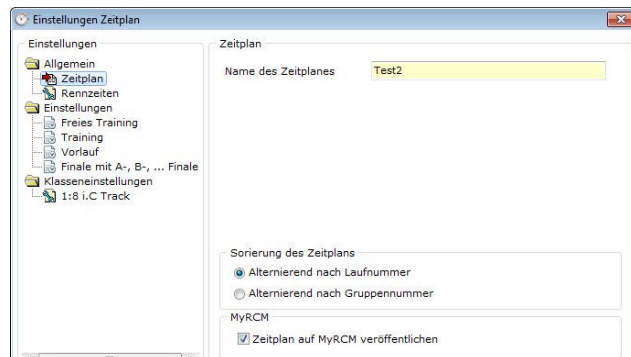 Einstellungen Zeitplan
Einstellungen
Allgemein
Zeitplan
Rennzeiten
Einstellungen
Freies Training
Training
Vorlauf
Finale mit A-, B-, ... Finale
Klasseneinstellungen
1:8 i.C Track
Zeitplan
Name des Zeitplanes Test2
Sorierung des Zeitplans
Alternierend nach Laufnummer
Alternierend nach Gruppennummer
MyRCM
Zeitplan auf MyRCM veröffentlichen